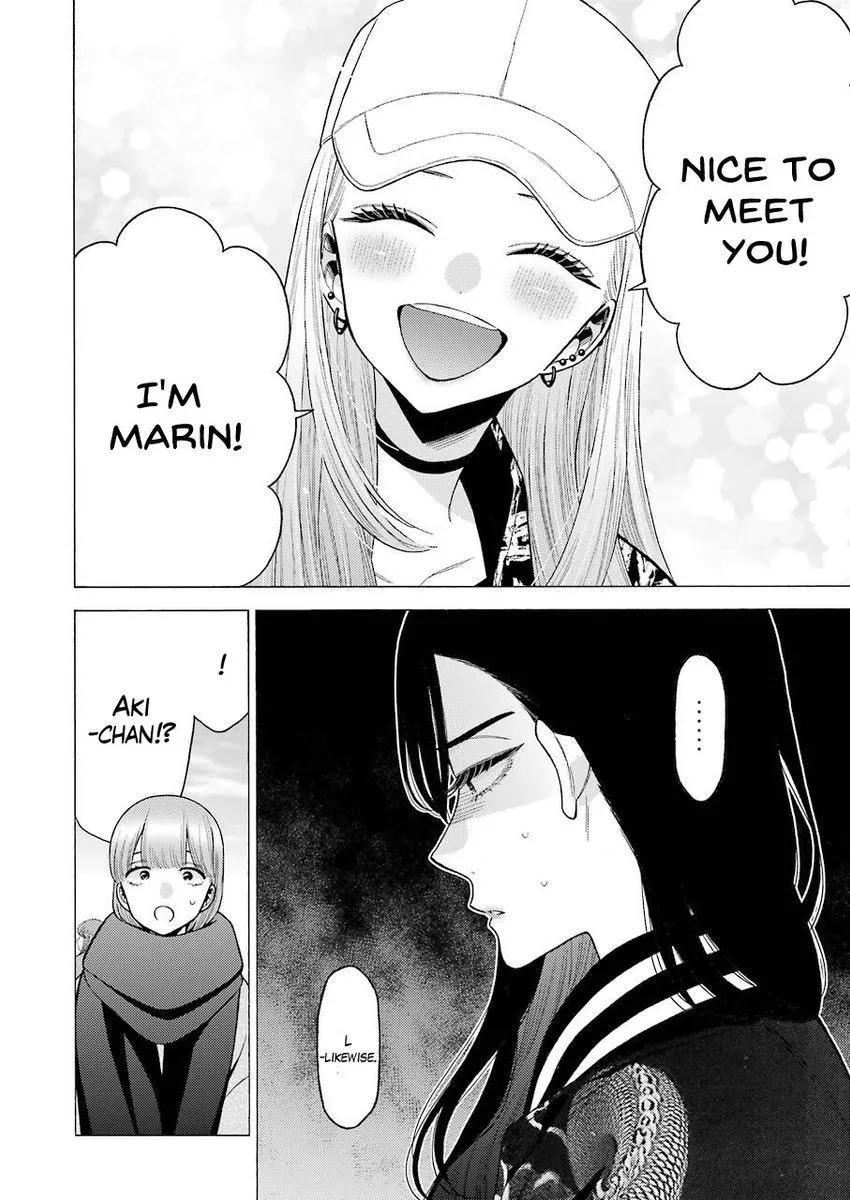 NICE TO
MEET
YOU!
I'M
MARIN!
......
L
-LIKEWISE.
!
AKI
-CHAN!?